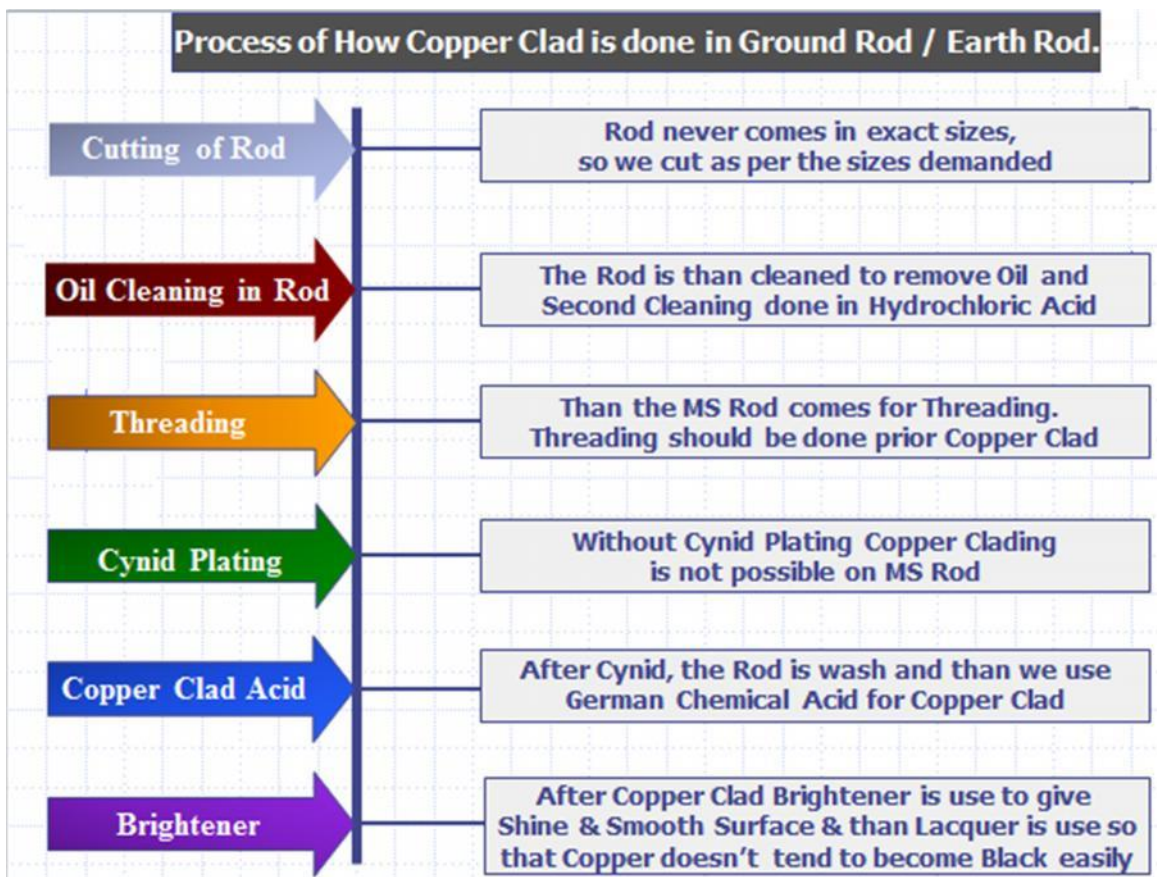 Process of How Copper Clad is done in Ground Rod / Earth Rod.
Cutting of Rod
Rod never comes in exact sizes,
so we cut as per the sizes demanded
Oil Cleaning in Rod
The Rod is than cleaned to remove Oil and
Second Cleaning done in Hydrochloric Acid
Threading
Than the MS Rod comes for Threading.
Threading should be done prior Copper Clad
Cynid Plating
Without Cynid Plating Copper Clading
is not possible on MS Rod
Copper Clad Acid
After Cynid, the Rod is wash and than we use
German Chemical Acid for Copper Clad
Brightener
After Copper Clad Brightener is use to give
Shine & Smooth Surface & than Lacquer is use so
that Copper doesn’t tend to become Black easily